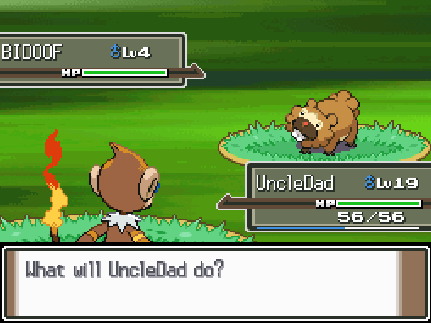 BIDOOF ♂Lv4
HP
UncleDad ♂Lv19
HP
56/56
What will UncleDad do?